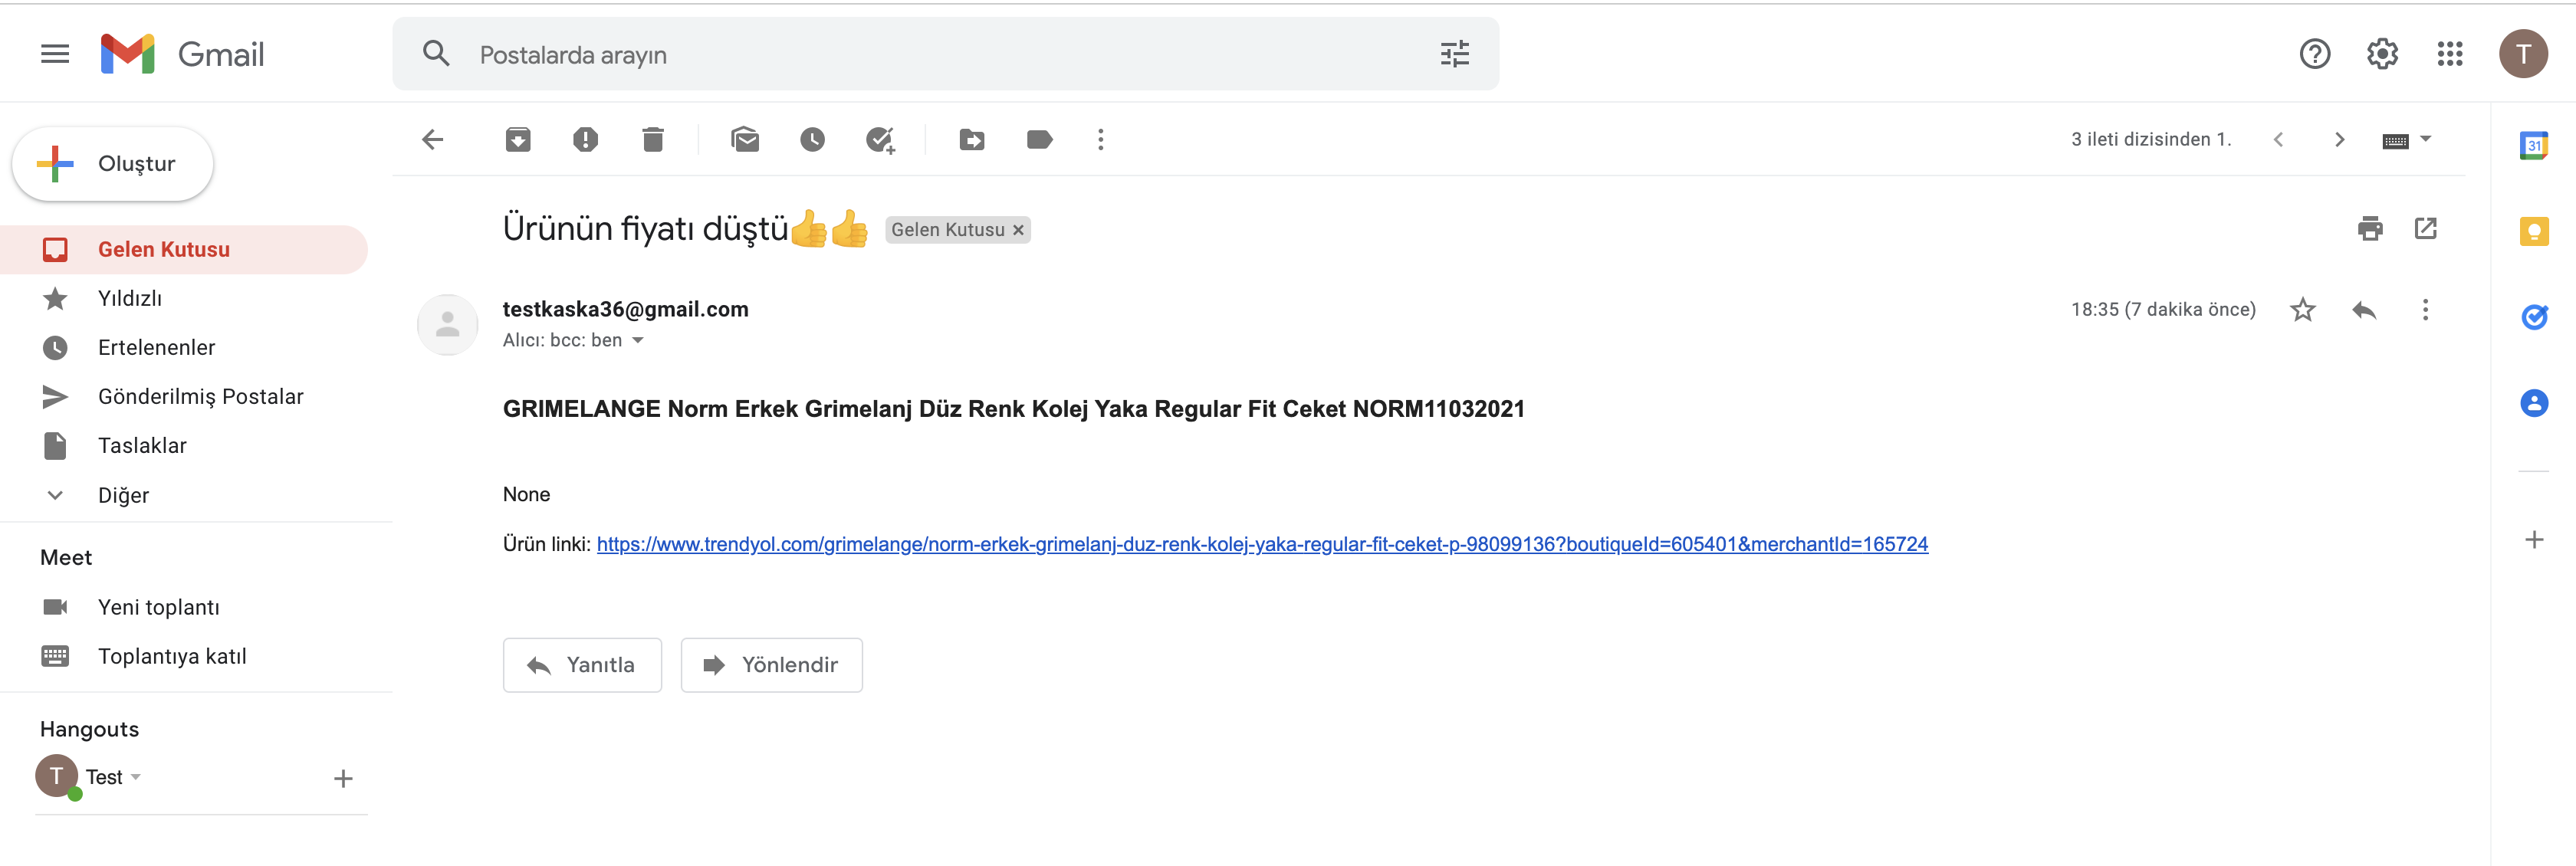 Gmail
Postalarda arayın
T
Oluştur
3 ileti dizisinden 1.
31
Gelen Kutusu
Yıldızlı
Ertelenenler
Gönderilmiş Postalar
Taslaklar
Diğer
Meet
Yeni toplantı
Toplantıya katıl
Hangouts
T Test
Ürünün fiyatı düştü👍👍 Gelen Kutusu ×
testkaska36@gmail.com
18:35 (7 dakika önce)
Alıcı: bcc: ben
GRIMELANGE Norm Erkek Grimelanj Düz Renk Kolej Yaka Regular Fit Ceket NORM11032021
None
Ürün linki: https://www.trendyol.com/grimelange/norm-erkek-grimelanj-duz-renk-kolej-yaka-regular-fit-ceket-p-98099136?boutiqueId=605401&merchantId=165724
Yanıtla
Yönlendir